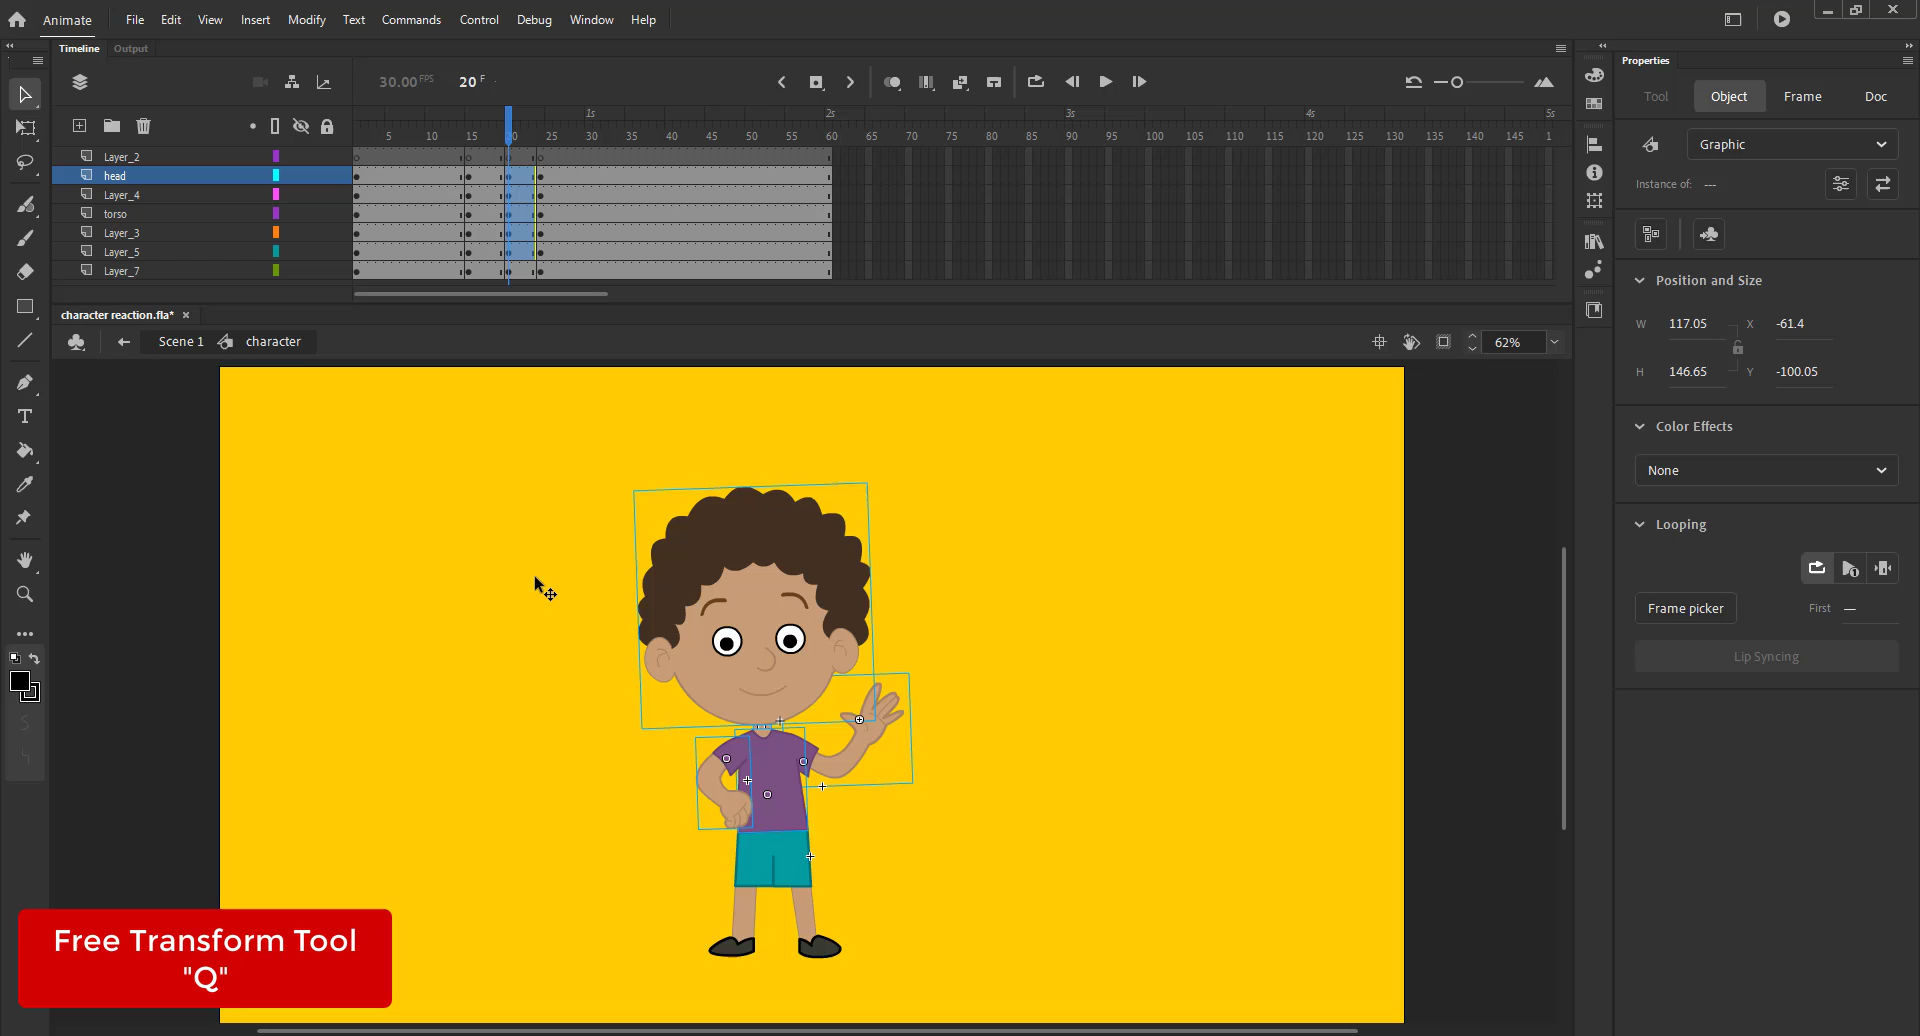 Animate File Edit View Insert Modify Text Commands Control Debug Window Help
Timeline Output
30.00 FPS 20 F
1s 2s 3s 4s 5s
5 10 15 20 25 30 35 40 45 50 55 60 65 70 75 80 85 90 95 100 105 110 115 120 125 130 135 140 145 1
Layer_2
head
Layer_4
torso
Layer_3
Layer_5
Layer_7
character reaction.fla*
Scene 1 character 62%
Properties
Tool Object Frame Doc
Graphic
Instance of: ---
Position and Size
W 117.05 X -61.4
H 146.65 Y -100.05
Color Effects
None
Looping
Frame picker First —
Lip Syncing
Free Transform Tool
"Q"